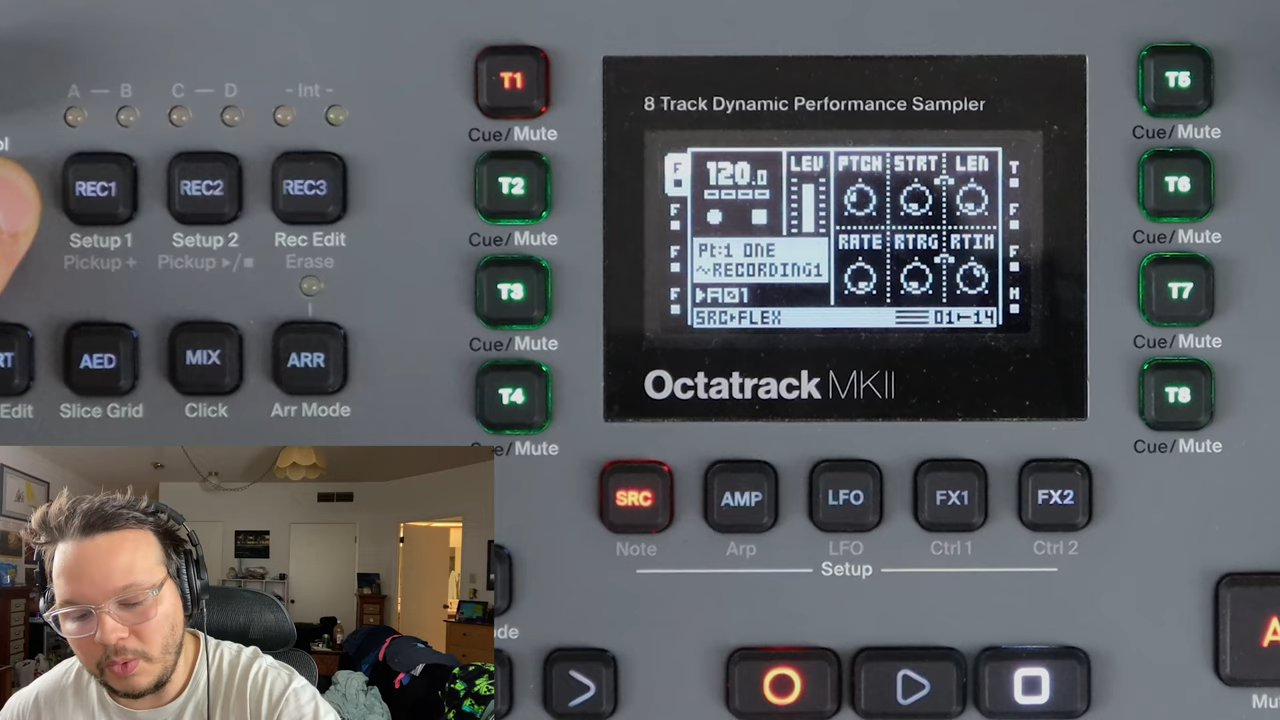 A B C D - Int -
REC1 REC2 REC3
Setup 1 Setup 2 Rec Edit
Pickup + Pickup ▶/■ Erase
AED MIX ARR
Edit Slice Grid Click Arr Mode
T1
Cue/Mute
T2
Cue/Mute
T3
Cue/Mute
T4
Cue/Mute
8 Track Dynamic Performance Sampler
120.0 LEV PTCH STRT LEN
RATE RTRG RTIM
Pt:1 ONE
~RECORDING1
▶A01
SRC▶FLEX 01⊢14
F
F
F
F
T
F
F
M
Octatrack MKII
T5
Cue/Mute
T6
Cue/Mute
T7
Cue/Mute
T8
Cue/Mute
SRC AMP LFO FX1 FX2
Note Arp LFO Ctrl 1 Ctrl 2
Setup